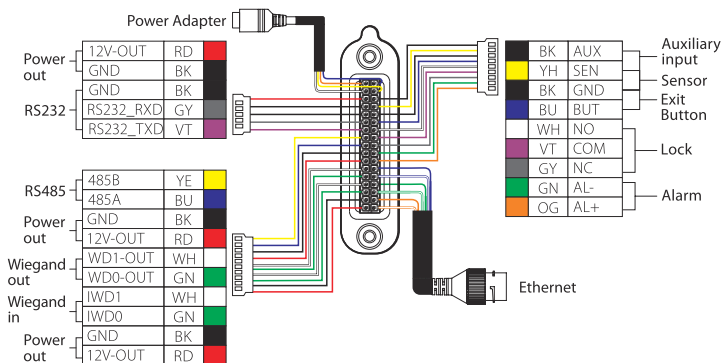 Power Adapter
Power out
12V-OUT RD
GND BK
RS232
GND BK
RS232_RXD GY
RS232_TXD VT
RS485
485B YE
485A BU
Power out
GND BK
12V-OUT RD
Wiegand out
WD1-OUT WH
WD0-OUT GN
Wiegand in
IWD1 WH
IWD0 GN
Power out
GND BK
12V-OUT RD
BK AUX
YH SEN
BK GND
BU BUT
WH NO
VT COM
GY NC
GN AL-
OG AL+
Auxiliary input
Sensor
Exit Button
Lock
Alarm
Ethernet